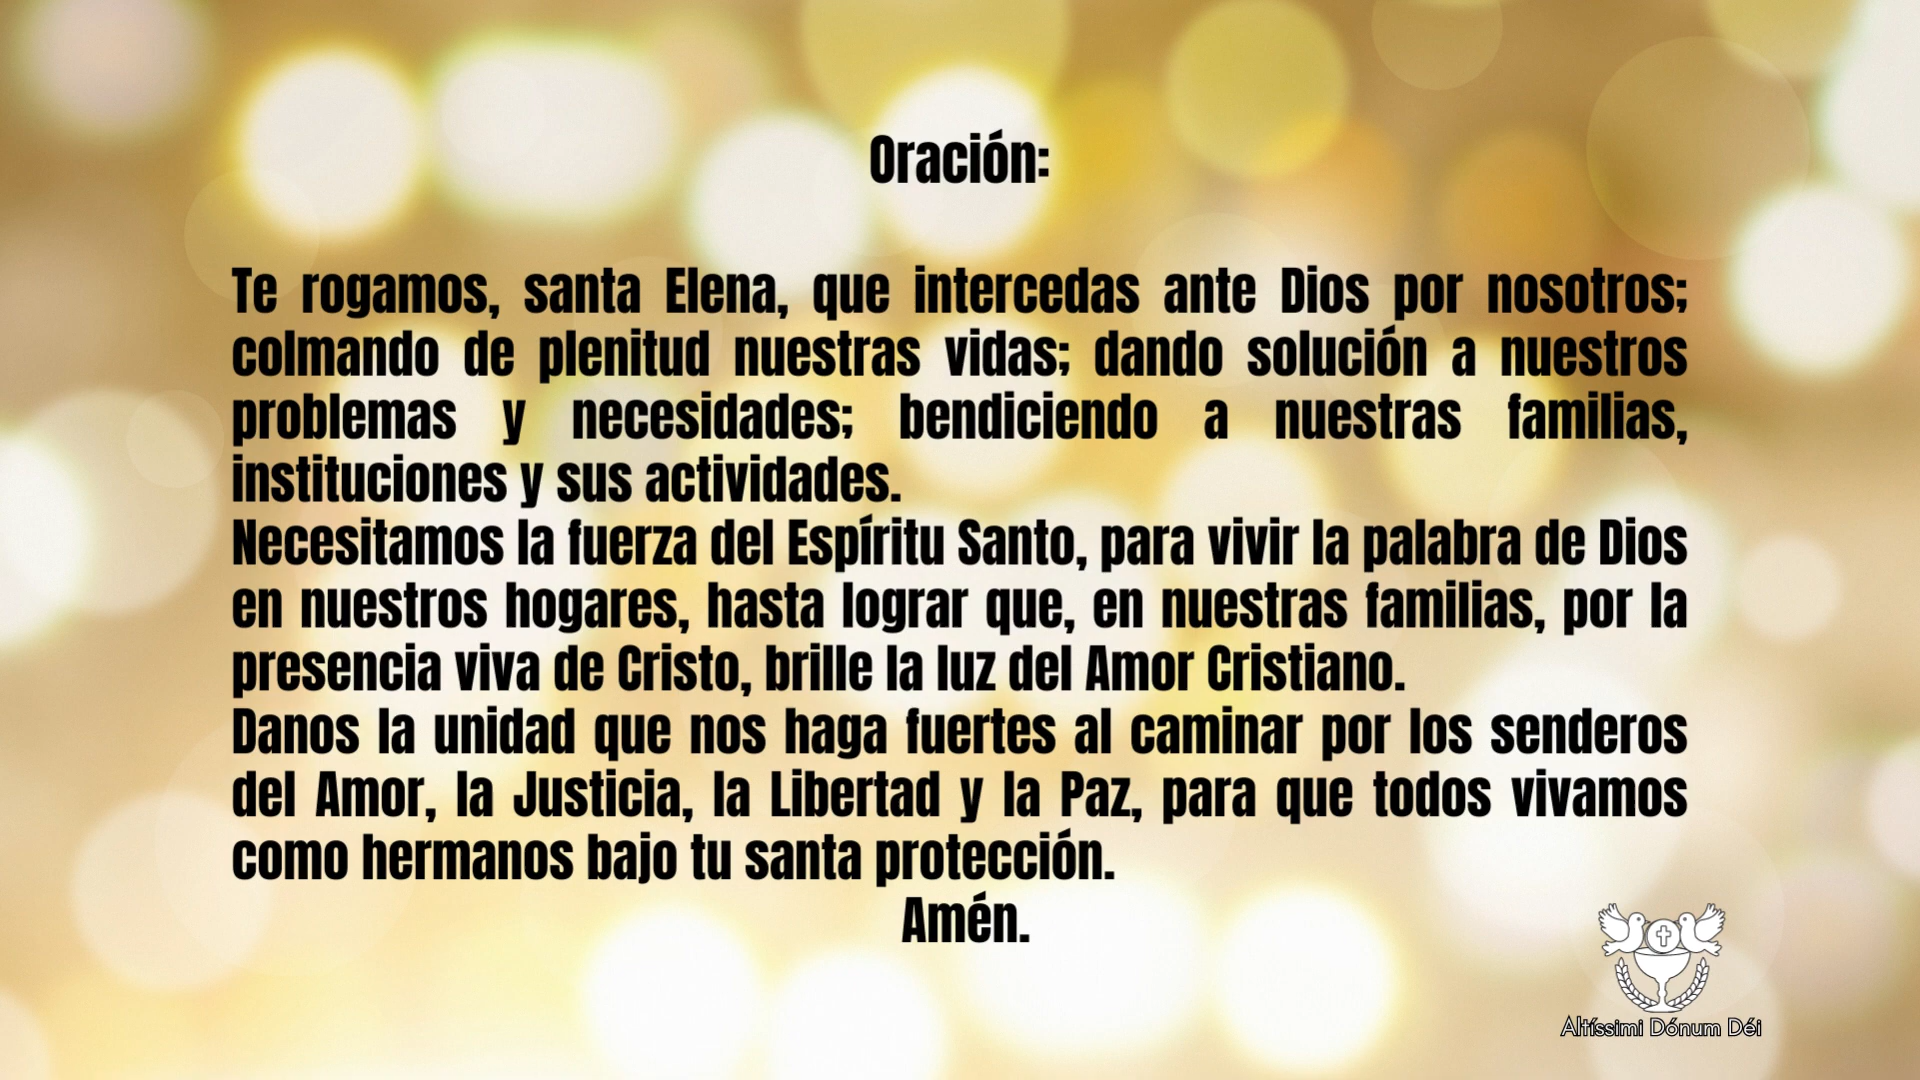 Oración:
Te rogamos, santa Elena, que intercedas ante Dios por nosotros;
colmando de plenitud nuestras vidas; dando solución a nuestros
problemas y necesidades; bendiciendo a nuestras familias,
instituciones y sus actividades.
Necesitamos la fuerza del Espíritu Santo, para vivir la palabra de Dios
en nuestros hogares, hasta lograr que, en nuestras familias, por la
presencia viva de Cristo, brille la luz del Amor Cristiano.
Danos la unidad que nos haga fuertes al caminar por los senderos
del Amor, la Justicia, la Libertad y la Paz, para que todos vivamos
como hermanos bajo tu santa protección.
Amén.
Altíssimi Dónum Déi